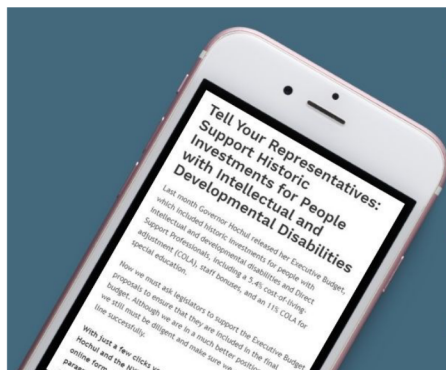 Tell Your Representatives:
Support Historic
Investments for People
with Intellectual and
Developmental Disabilities
Last month Governor Hochul released her Executive Budget,
which included historic investments for people with
intellectual and developmental disabilities and Direct
Support Professionals, including a 5.4% cost-of-living-
adjustment (COLA), staff bonuses, and an 11% COLA for
special education.
Now we must ask legislators to support the Executive Budget
proposals to ensure that they are included in the final
budget. Although we are in a much better position
we still must be diligent and make sure we
line successfully.
With just a few clicks
Hochul and the
online form